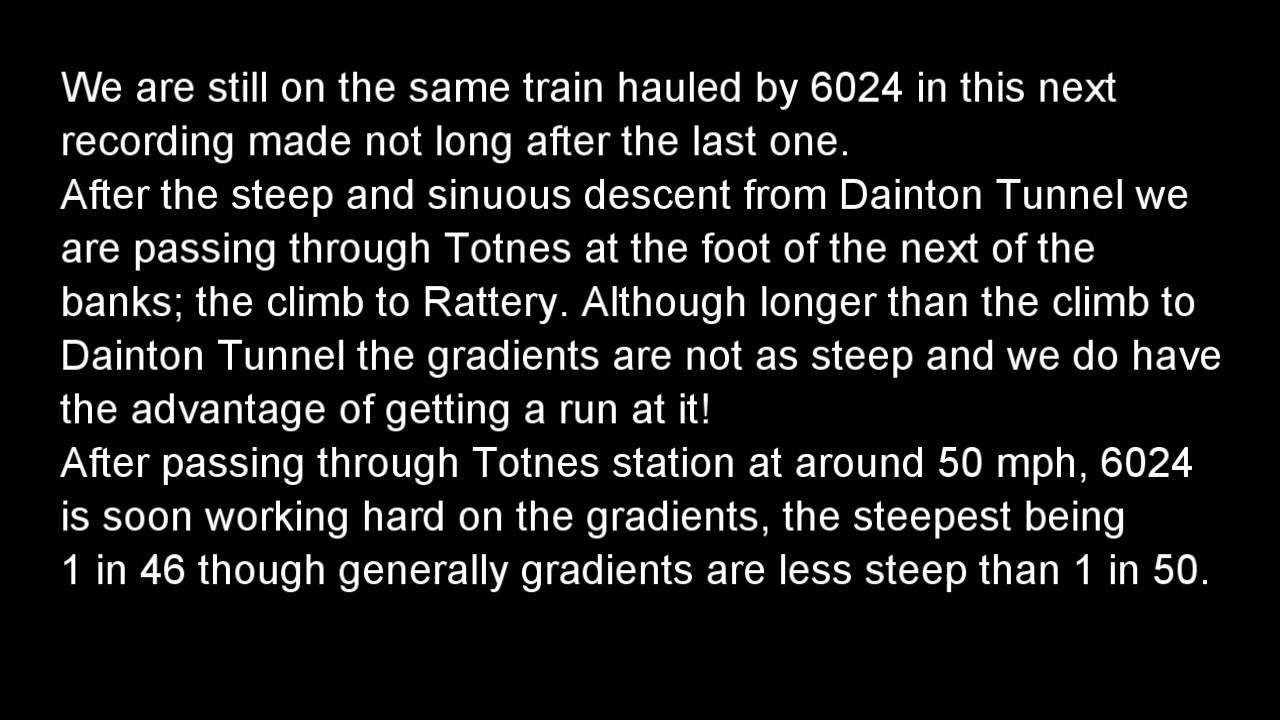 We are still on the same train hauled by 6024 in this next
recording made not long after the last one.
After the steep and sinuous descent from Dainton Tunnel we
are passing through Totnes at the foot of the next of the
banks; the climb to Rattery. Although longer than the climb to
Dainton Tunnel the gradients are not as steep and we do have
the advantage of getting a run at it!
After passing through Totnes station at around 50 mph, 6024
is soon working hard on the gradients, the steepest being
1 in 46 though generally gradients are less steep than 1 in 50.